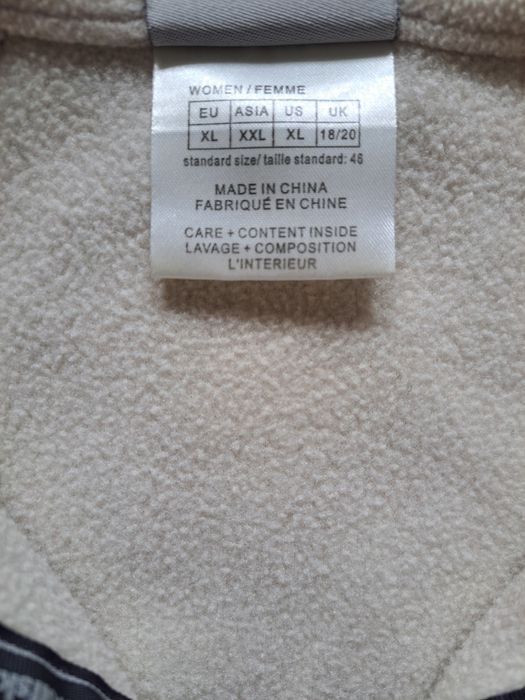 WOMEN / FEMME
EU ASIA US UK
XL XXL XL 18/20
standard size/ taille standard: 46
MADE IN CHINA
FABRIQUÉ EN CHINE
CARE + CONTENT INSIDE
LAVAGE + COMPOSITION
L'INTERIEUR